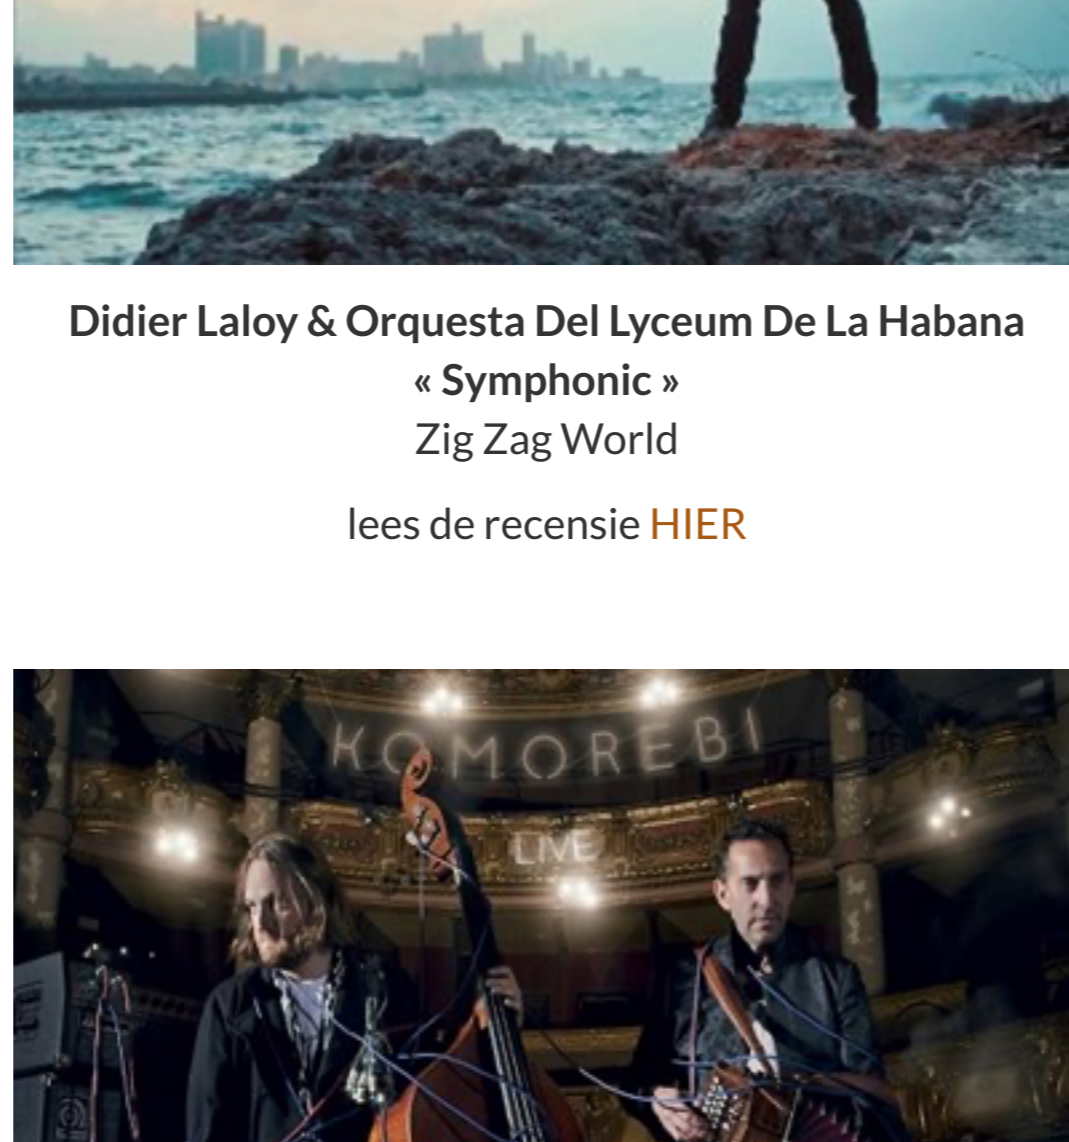 Didier Laloy & Orquesta Del Lyceum De La Habana
« Symphonic »
Zig Zag World
lees de recensie HIER
KOMOREBI
LIVE